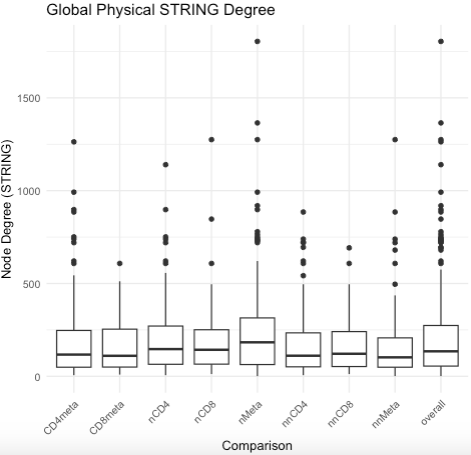 Global Physical STRING Degree
Node Degree (STRING)
1500
1000
500
0
CD4meta
CD8meta
nCD4
nCD8
nMeta
nnCD4
nnCD8
nnMeta
overall
Comparison